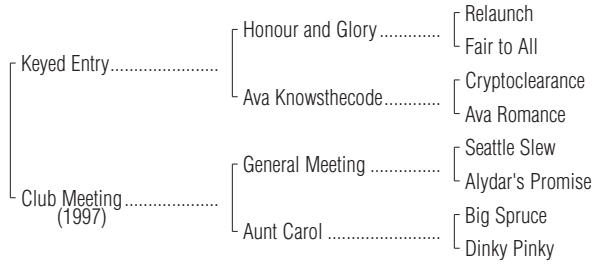 Relaunch
Honour and Glory.............
Fair to All
Keyed Entry.......................
Cryptoclearance
Ava Knowsthecode............
Ava Romance
Seattle Slew
General Meeting ...............
Alydar's Promise
Club Meeting....................
(1997)
Big Spruce
Aunt Carol ........................
Dinky Pinky